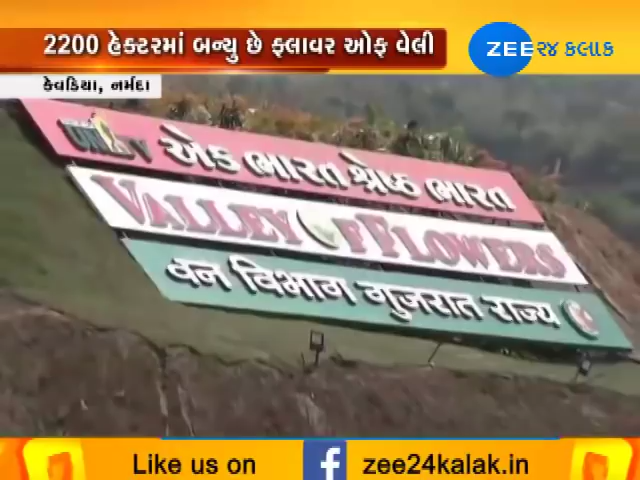 2200 હેક્ટરમાં બન્યુ છે ફ્લાવર ઓફ વેલી
ZEE ૨૪ કલાક
કેવડિયા, નર્મદા
UNITY
એક ભારત શ્રેષ્ઠ ભારત
VALLEY OF FLOWERS
વન વિભાગ ગુજરાત રાજ્ય
Like us on f zee24kalak.in